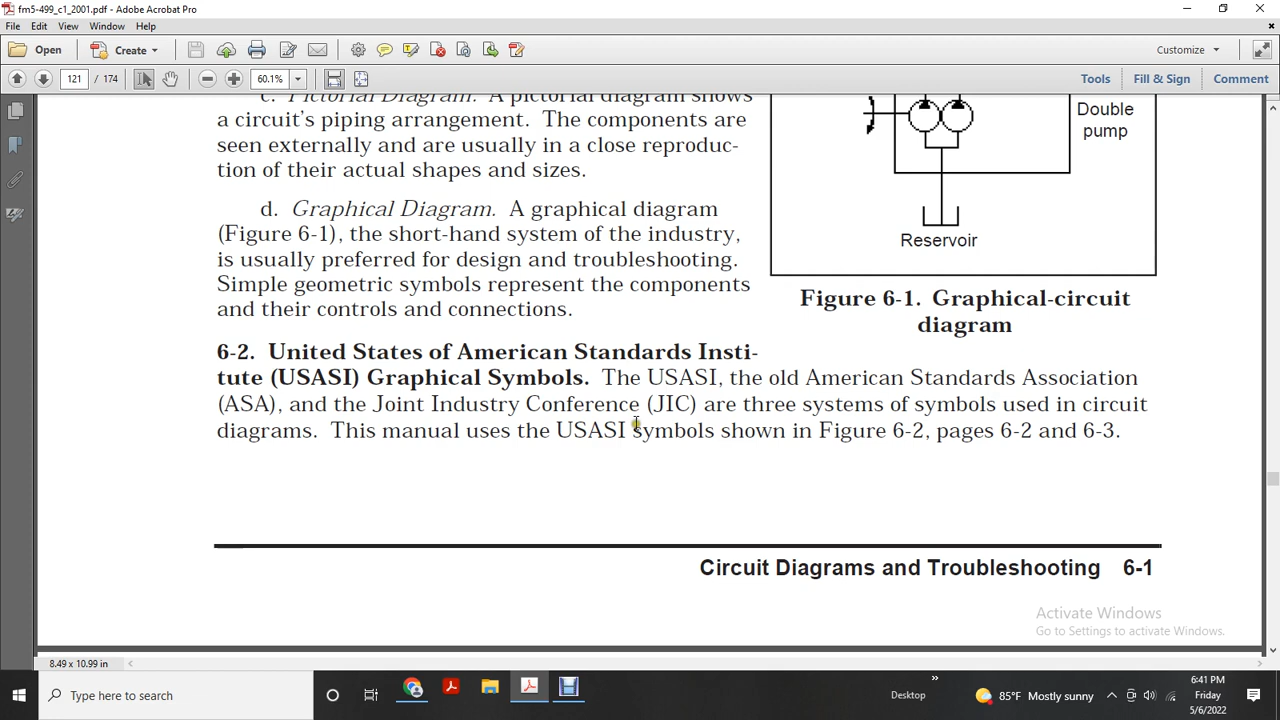 fm5-499_c1_2001.pdf - Adobe Acrobat Pro
File Edit View Window Help
Open Create Customize
121 / 174 60.1% Tools Fill & Sign Comment
c. Pictorial Diagram. A pictorial diagram shows
a circuit's piping arrangement. The components are
seen externally and are usually in a close reproduc-
tion of their actual shapes and sizes.
d. Graphical Diagram. A graphical diagram
(Figure 6-1), the short-hand system of the industry,
is usually preferred for design and troubleshooting.
Simple geometric symbols represent the components
and their controls and connections.
Double
pump
Reservoir
Figure 6-1. Graphical-circuit
diagram
6-2. United States of American Standards Insti-
tute (USASI) Graphical Symbols. The USASI, the old American Standards Association
(ASA), and the Joint Industry Conference (JIC) are three systems of symbols used in circuit
diagrams. This manual uses the USASI symbols shown in Figure 6-2, pages 6-2 and 6-3.
Circuit Diagrams and Troubleshooting 6-1
Activate Windows
Go to Settings to activate Windows.
8.49 x 10.99 in
Type here to search
Desktop
85°F Mostly sunny
6:41 PM
Friday
5/6/2022